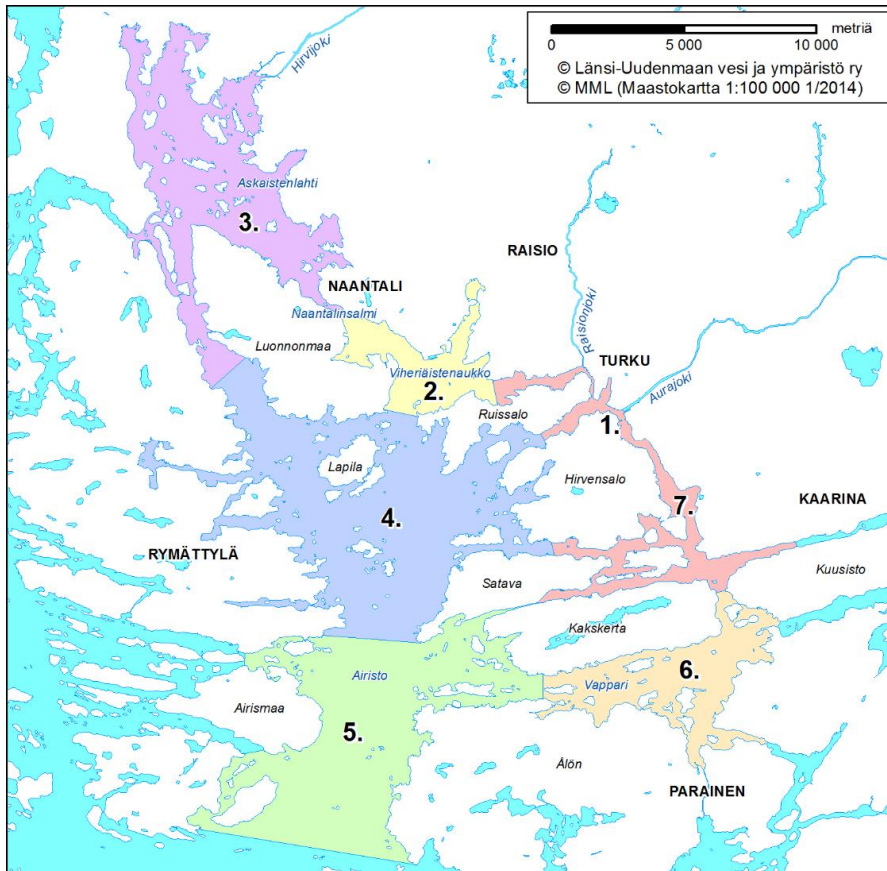 metriä
0 5 000 10 000
© Länsi-Uudenmaan vesi ja ympäristö ry
© MML (Maastokartta 1:100 000 1/2014)
Hirvijoki
Askaistenlahti
3.
RAISIO
NAANTALI
Naantalinsalmi
Luonnonmaa
Raisionjoki
TURKU
Viheriäistenaukko
2.
Aurajoki
Ruissalo
1.
Lapila
Hirvensalo
4.
7.
KAARINA
RYMÄTTYLÄ
Satava
Kuusisto
Kakskerta
Airisto
6.
Vappari
Airismaa
5.
Ålön
PARAINEN